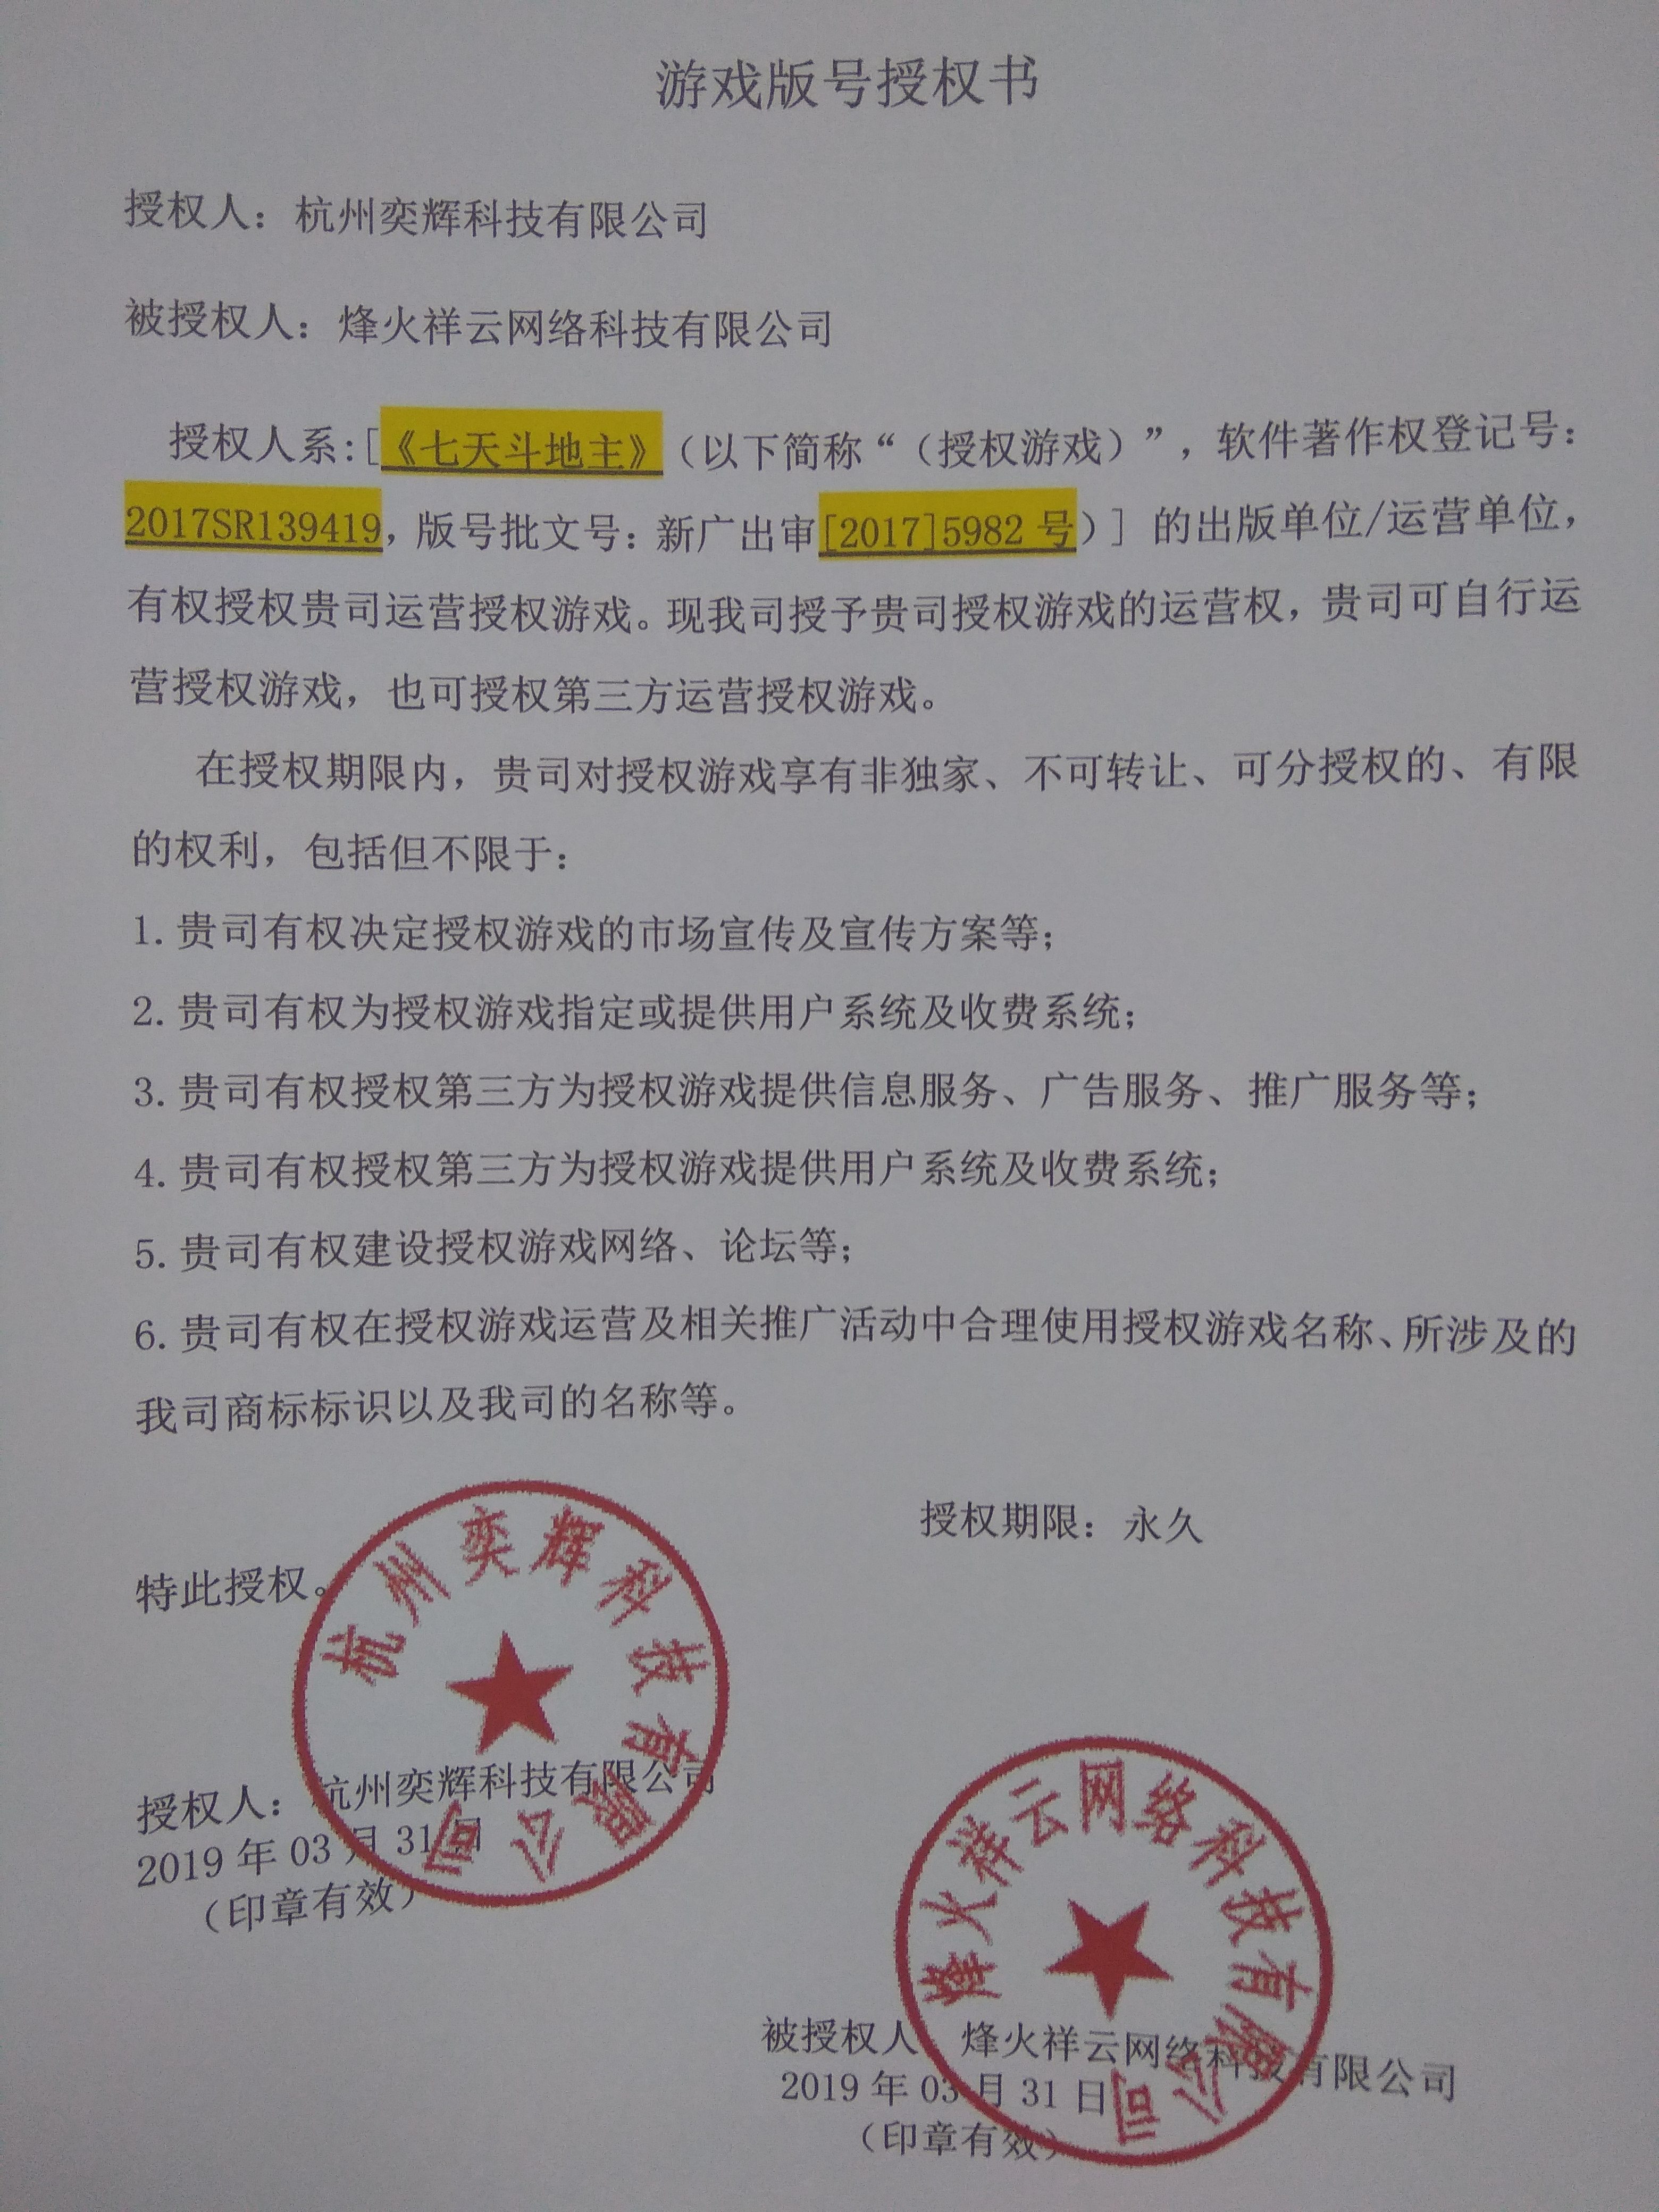 游戏版号授权书
授权人：杭州奕辉科技有限公司
被授权人：烽火祥云网络科技有限公司
授权人系:[《七天斗地主》（以下简称“（授权游戏）”，软件著作权登记号：
2017SR139419，版号批文号：新广出审[2017]5982 号)］的出版单位/运营单位，
有权授权贵司运营授权游戏。现我司授予贵司授权游戏的运营权，贵司可自行运
营授权游戏，也可授权第三方运营授权游戏。
在授权期限内，贵司对授权游戏享有非独家、不可转让、可分授权的、有限
的权利，包括但不限于：
1.贵司有权决定授权游戏的市场宣传及宣传方案等；
2.贵司有权为授权游戏指定或提供用户系统及收费系统；
3.贵司有权授权第三方为授权游戏提供信息服务、广告服务、推广服务等；
4.贵司有权授权第三方为授权游戏提供用户系统及收费系统；
5.贵司有权建设授权游戏网络、论坛等；
6.贵司有权在授权游戏运营及相关推广活动中合理使用授权游戏名称、所涉及的
我司商标标识以及我司的名称等。
授权期限：永久
特此授权。
杭州奕辉科技有限公司
授权人：杭州奕辉科技有限公司
2019 年 03 月 31 日
（印章有效）
烽火祥云网络科技有限公司
被授权人 烽火祥云网络科技有限公司
2019 年 03 月 31 日
（印章有效）